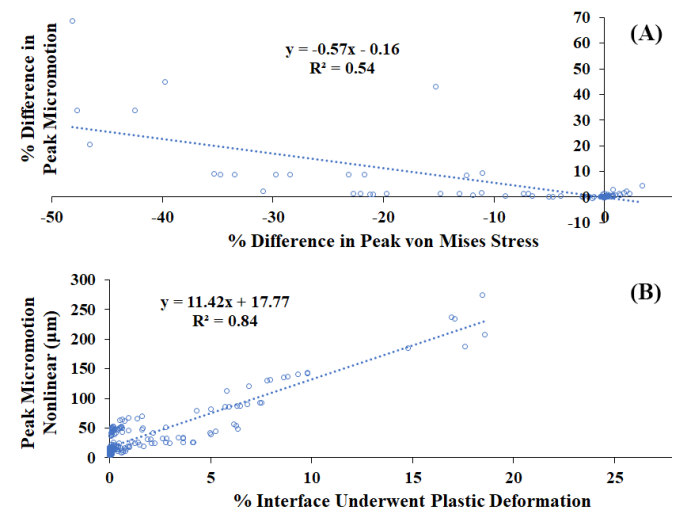 (A)
y = -0.57x - 0.16
R² = 0.54
% Difference in
Peak Micromotion
70
60
50
40
30
20
10
0
-10
-50
-40
-30
-20
-10
0
% Difference in Peak von Mises Stress
(B)
y = 11.42x + 17.77
R² = 0.84
Peak Micromotion
Nonlinear (µm)
300
250
200
150
100
50
0
0
5
10
15
20
25
% Interface Underwent Plastic Deformation